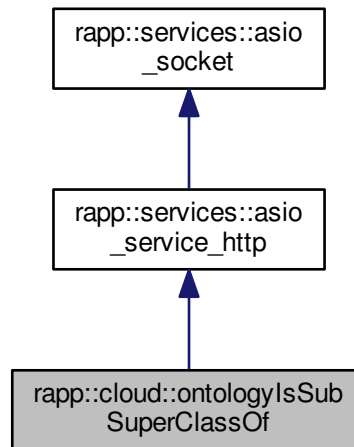 rapp::services::asio
_socket
rapp::services::asio
_service_http
rapp::cloud::ontologyIsSub
SuperClassOf